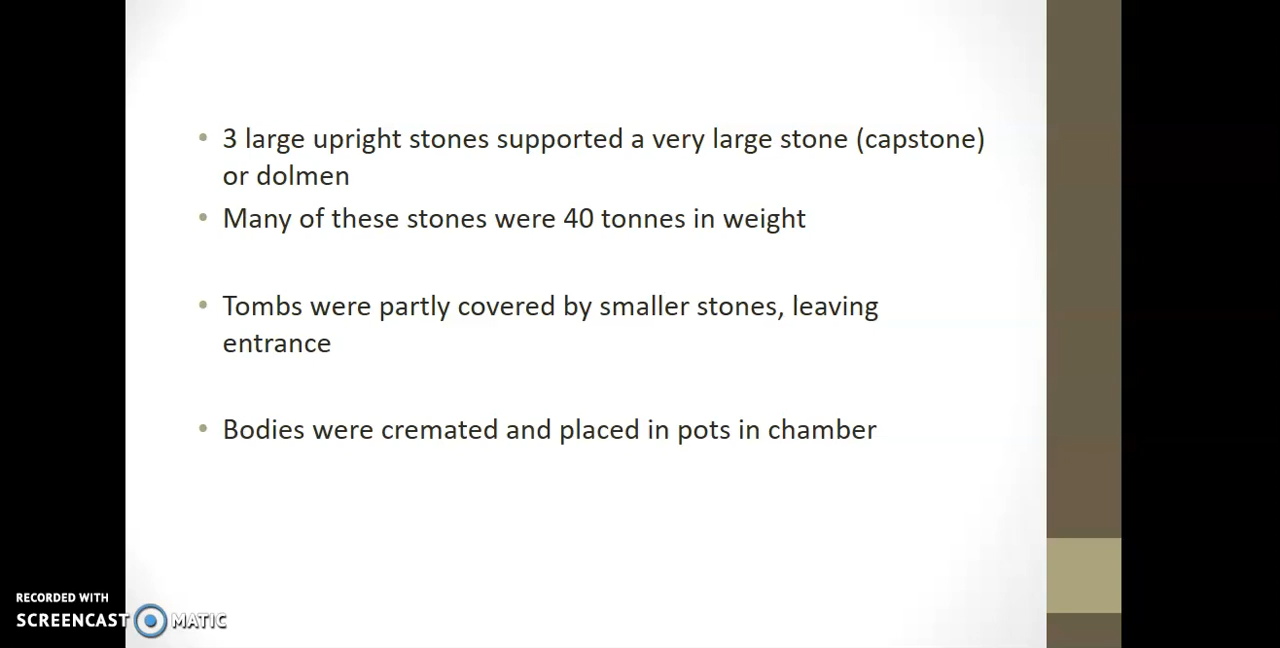 • 3 large upright stones supported a very large stone (capstone)
or dolmen
• Many of these stones were 40 tonnes in weight
• Tombs were partly covered by smaller stones, leaving
entrance
• Bodies were cremated and placed in pots in chamber
RECORDED WITH
SCREENCAST MATIC